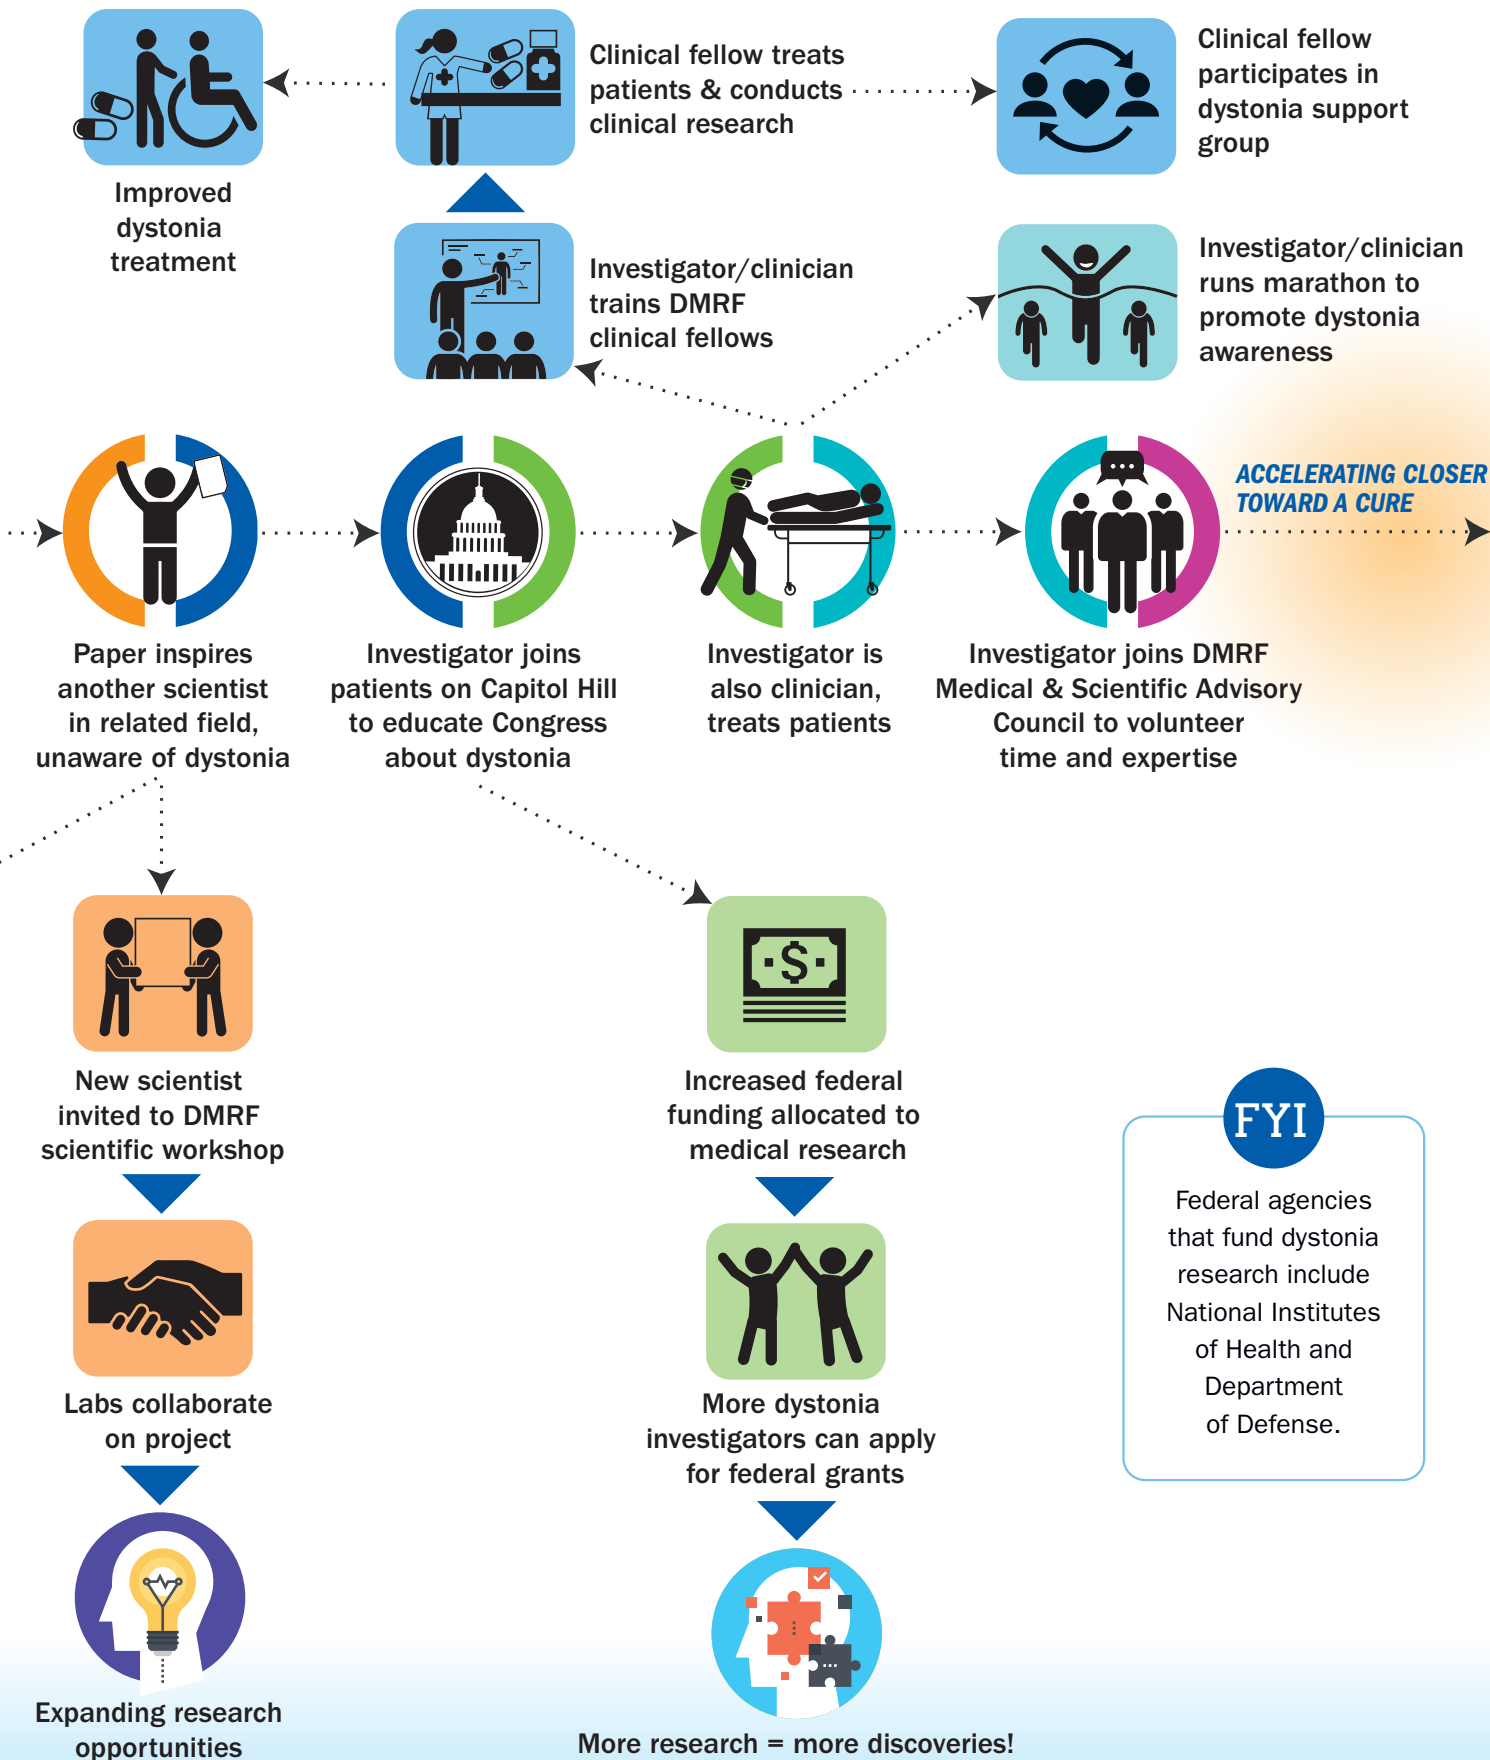 Clinical fellow treats
patients & conducts
clinical research
Clinical fellow
participates in
dystonia support
group
Improved
dystonia
treatment
Investigator/clinician
trains DMRF
clinical fellows
Investigator/clinician
runs marathon to
promote dystonia
awareness
ACCELERATING CLOSER
TOWARD A CURE
Paper inspires
another scientist
in related field,
unaware of dystonia
Investigator joins
patients on Capitol Hill
to educate Congress
about dystonia
Investigator is
also clinician,
treats patients
Investigator joins DMRF
Medical & Scientific Advisory
Council to volunteer
time and expertise
$
New scientist
invited to DMRF
scientific workshop
Increased federal
funding allocated to
medical research
Labs collaborate
on project
More dystonia
investigators can apply
for federal grants
FYI
Federal agencies
that fund dystonia
research include
National Institutes
of Health and
Department
of Defense.
Expanding research
opportunities
More research = more discoveries!